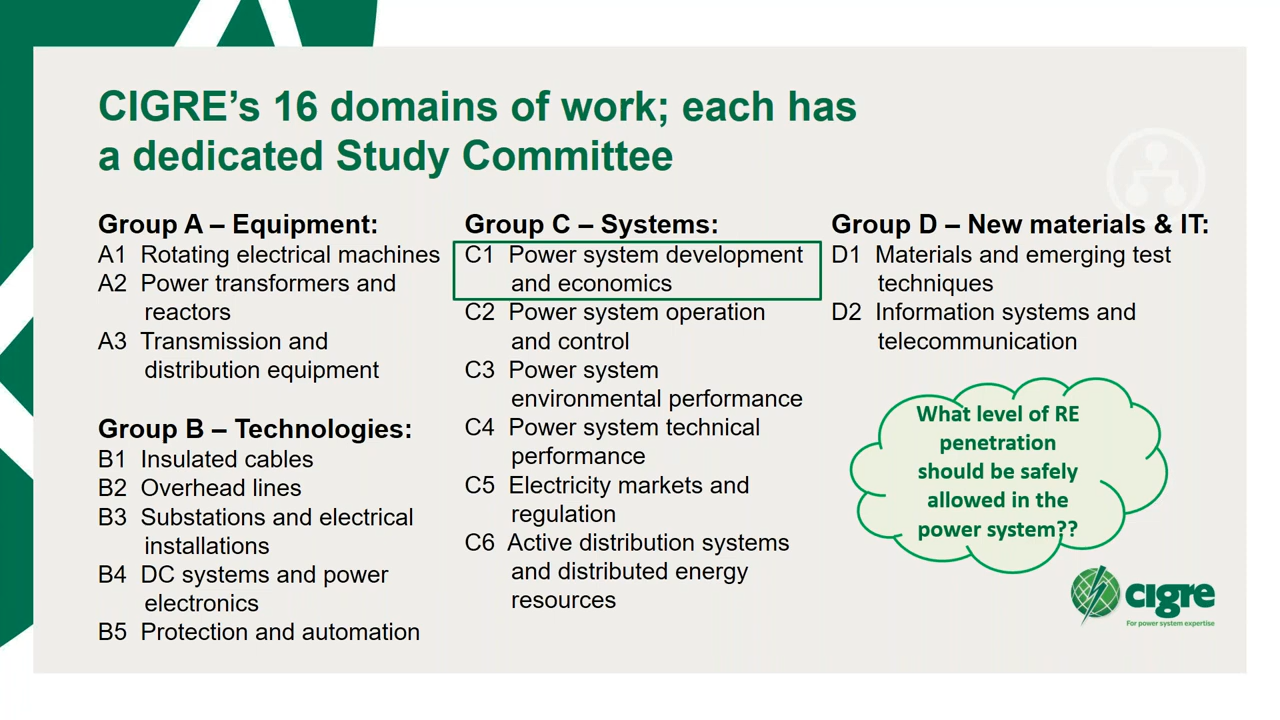 CIGRE’s 16 domains of work; each has
a dedicated Study Committee
Group A – Equipment:
A1 Rotating electrical machines
A2 Power transformers and
reactors
A3 Transmission and
distribution equipment
Group B – Technologies:
B1 Insulated cables
B2 Overhead lines
B3 Substations and electrical
installations
B4 DC systems and power
electronics
B5 Protection and automation
Group C – Systems:
C1 Power system development
and economics
C2 Power system operation
and control
C3 Power system
environmental performance
C4 Power system technical
performance
C5 Electricity markets and
regulation
C6 Active distribution systems
and distributed energy
resources
Group D – New materials & IT:
D1 Materials and emerging test
techniques
D2 Information systems and
telecommunication
What level of RE
penetration
should be safely
allowed in the
power system??
cigre
For power system expertise